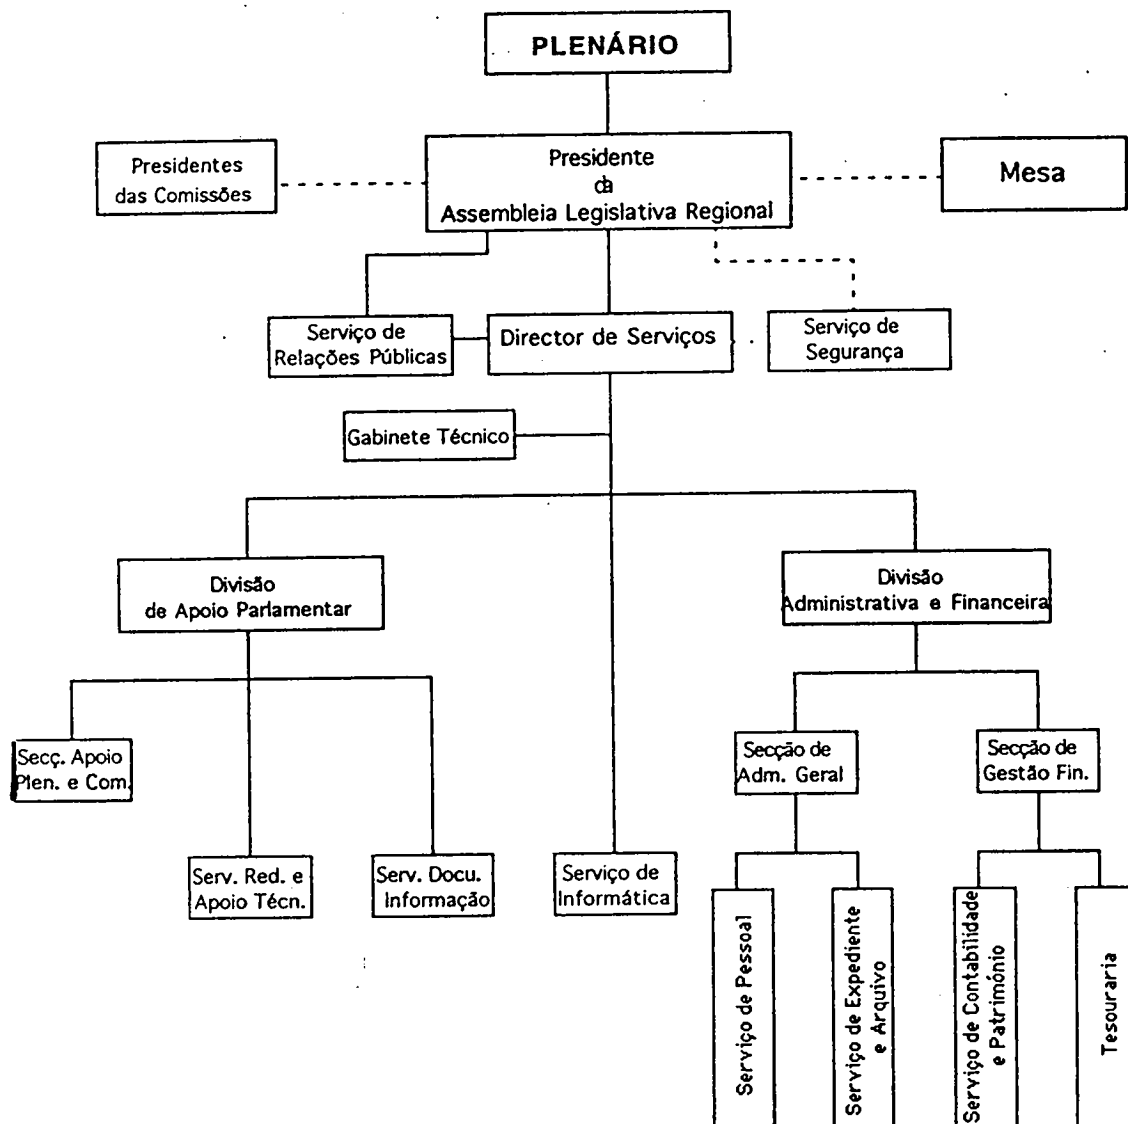 PLENÁRIO
Presidentes
das Comissões
Presidente
da
Assembleia Legislativa Regional
Mesa
Serviço de
Relações Públicas
Director de Serviços
Serviço de
Segurança
Gabinete Técnico
Divisão
de Apoio Parlamentar
Divisão
Administrativa e Financeira
Secç. Apoio
Plen. e Com.
Secção de
Adm. Geral
Secção de
Gestão Fin.
Serv. Red. e
Apoio Técn.
Serv. Docu.
Informação
Serviço de
Informática
Serviço de Pessoal
Serviço de Expediente
e Arquivo
Serviço de Contabilidade
e Património
Tesouraria